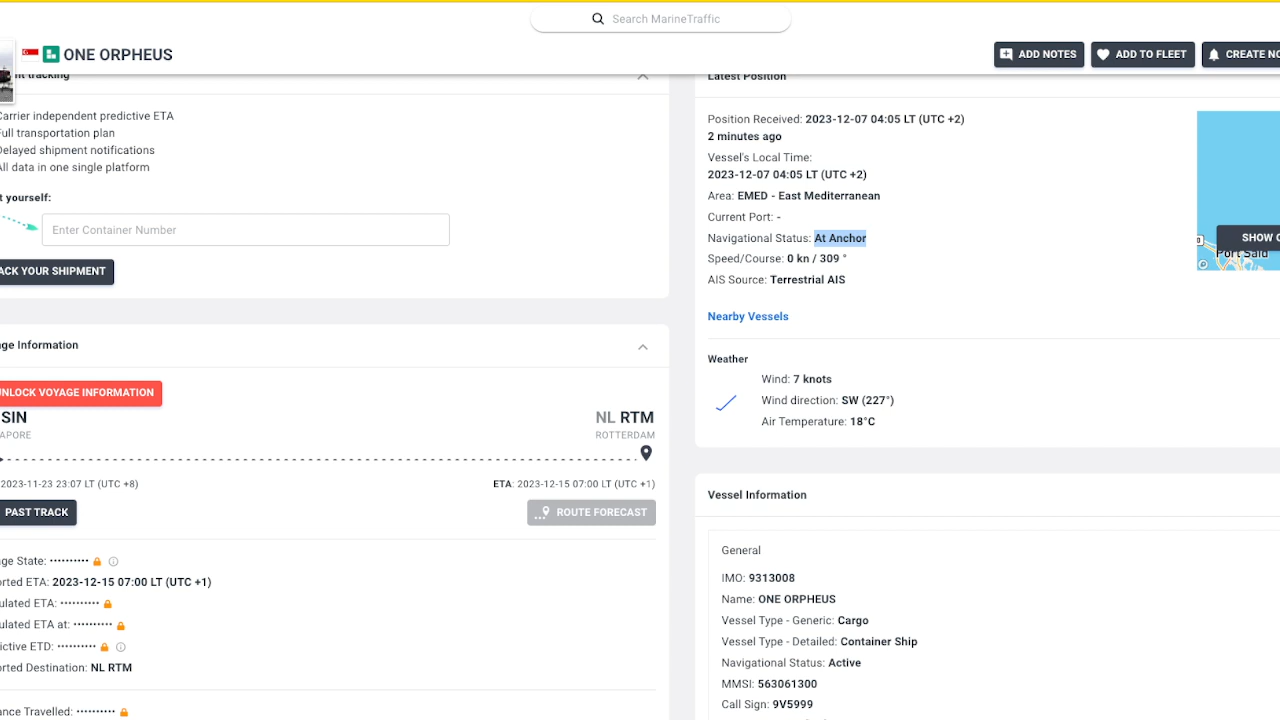 Search MarineTraffic
ONE ORPHEUS
ADD NOTES
ADD TO FLEET
CREATE NO
nt tracking
Carrier independent predictive ETA
Full transportation plan
Delayed shipment notifications
All data in one single platform
t yourself:
Enter Container Number
ACK YOUR SHIPMENT
ge Information
UNLOCK VOYAGE INFORMATION
SIN
APORE
NL RTM
ROTTERDAM
2023-11-23 23:07 LT (UTC +8)
ETA: 2023-12-15 07:00 LT (UTC +1)
PAST TRACK
ROUTE FORECAST
ge State: ••••••••••
orted ETA: 2023-12-15 07:00 LT (UTC +1)
ulated ETA: ••••••••••
ulated ETA at: ••••••••••
ictive ETD: ••••••••••
orted Destination: NL RTM
ance Travelled: ••••••••••
Latest Position
Position Received: 2023-12-07 04:05 LT (UTC +2)
2 minutes ago
Vessel's Local Time:
2023-12-07 04:05 LT (UTC +2)
Area: EMED - East Mediterranean
Current Port: -
Navigational Status: At Anchor
Speed/Course: 0 kn / 309 °
AIS Source: Terrestrial AIS
Nearby Vessels
SHOW O
Port Said
Weather
Wind: 7 knots
Wind direction: SW (227°)
Air Temperature: 18°C
Vessel Information
General
IMO: 9313008
Name: ONE ORPHEUS
Vessel Type - Generic: Cargo
Vessel Type - Detailed: Container Ship
Navigational Status: Active
MMSI: 563061300
Call Sign: 9V5999